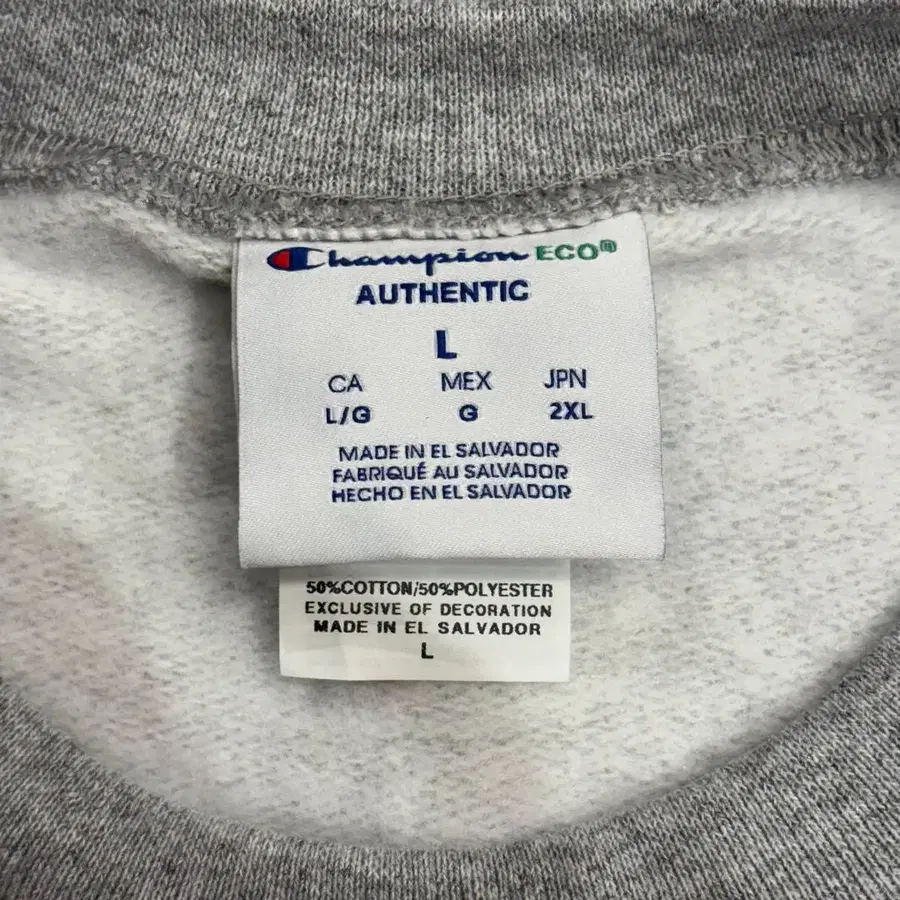 Champion ECO®
AUTHENTIC
L
CA MEX JPN
L/G G 2XL
MADE IN EL SALVADOR
FABRIQUÉ AU SALVADOR
HECHO EN EL SALVADOR
50%COTTON/50%POLYESTER
EXCLUSIVE OF DECORATION
MADE IN EL SALVADOR
L